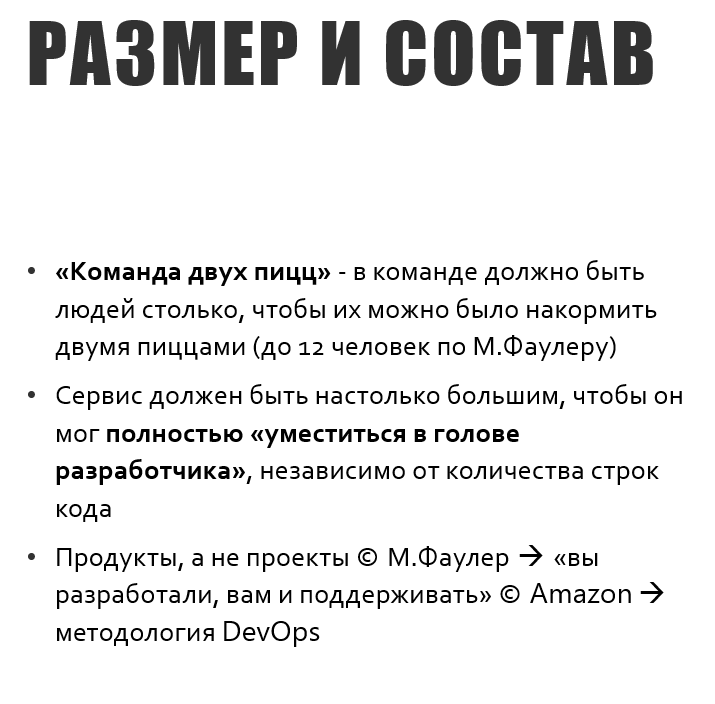 РАЗМЕР И СОСТАВ
• «Команда двух пицц» - в команде должно быть
людей столько, чтобы их можно было накормить
двумя пиццами (до 12 человек по М.Фаулеру)
• Сервис должен быть настолько большим, чтобы он
мог полностью «уместиться в голове
разработчика», независимо от количества строк
кода
• Продукты, а не проекты © М.Фаулер → «вы
разработали, вам и поддерживать» © Amazon →
методология DevOps